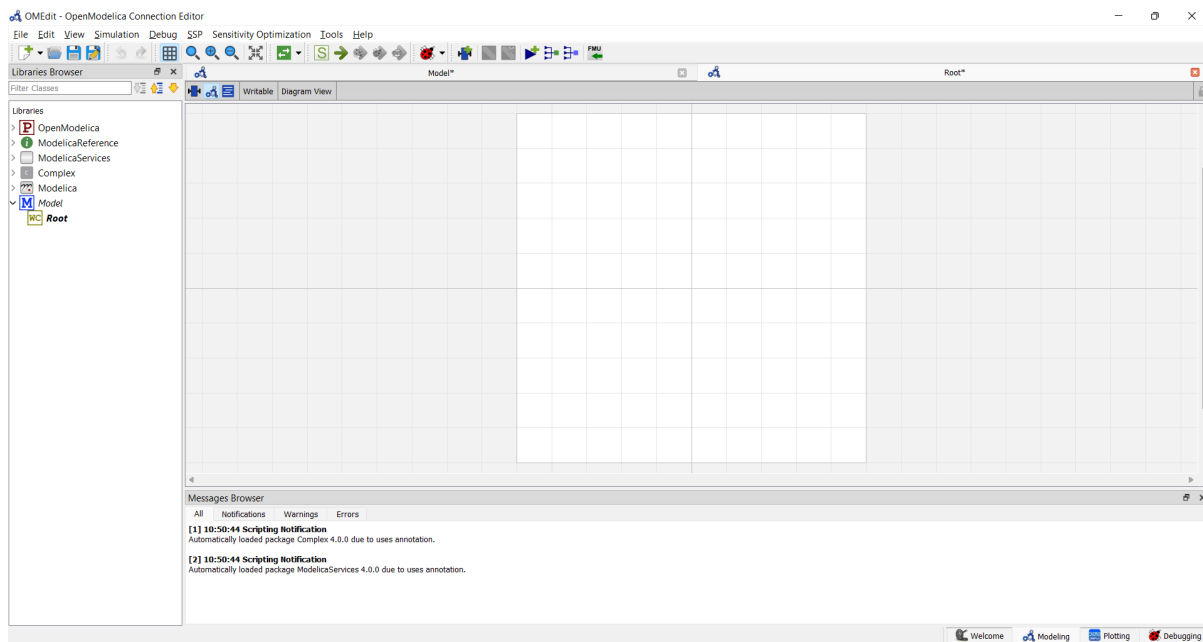 OMEdit - OpenModelica Connection Editor
File Edit View Simulation Debug SSP Sensitivity Optimization Tools Help
S
FMU
Libraries Browser
Model*
Root*
Filter Classes
Writable
Diagram View
Libraries
P OpenModelica
i ModelicaReference
ModelicaServices
C Complex
Modelica
M Model
WC Root
Messages Browser
All Notifications Warnings Errors
[1] 10:50:44 Scripting Notification
Automatically loaded package Complex 4.0.0 due to uses annotation.
[2] 10:50:44 Scripting Notification
Automatically loaded package ModelicaServices 4.0.0 due to uses annotation.
Welcome Modeling Plotting Debugging